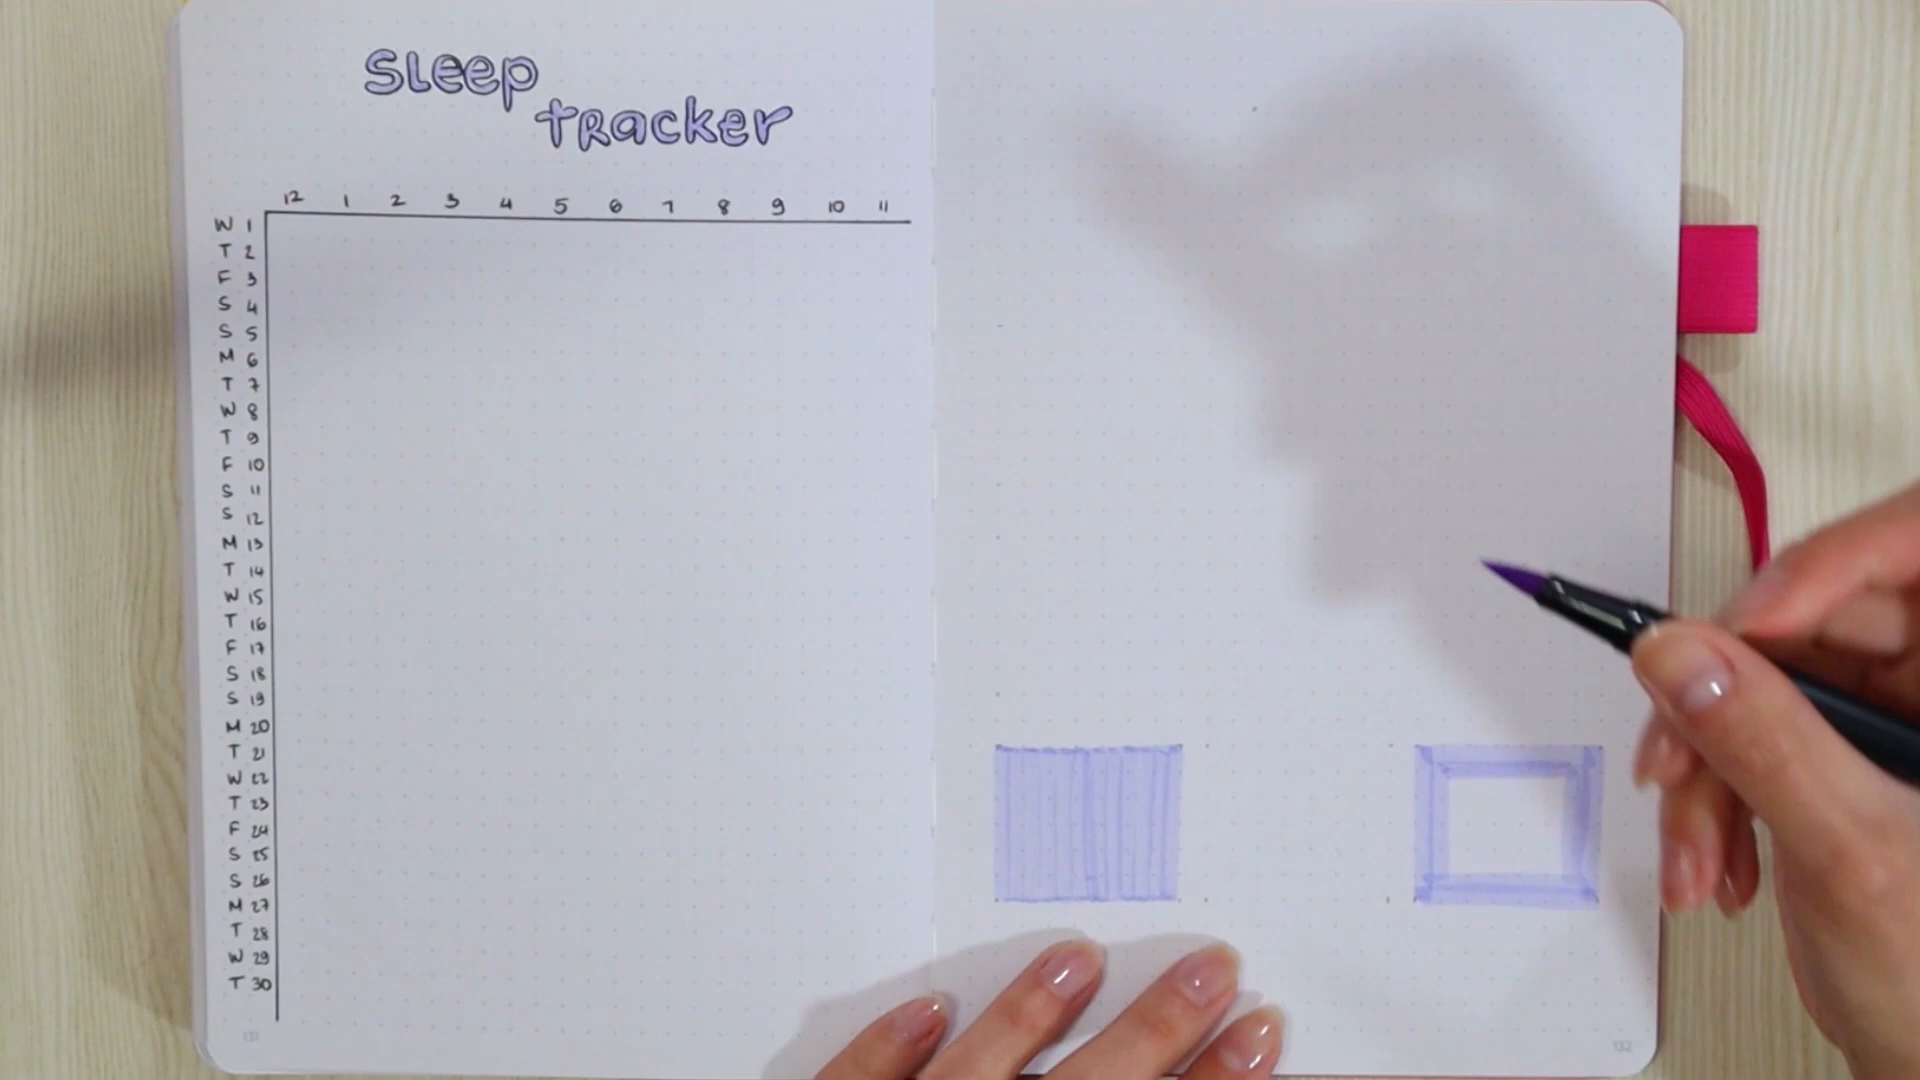 Sleep
tracker
12 1 2 3 4 5 6 7 8 9 10 11
W 1
T 2
F 3
S 4
S 5
M 6
T 7
W 8
T 9
F 10
S 11
S 12
M 13
T 14
W 15
T 16
F 17
S 18
S 19
M 20
T 21
W 22
T 23
F 24
S 25
S 26
M 27
T 28
W 29
T 30
131
132